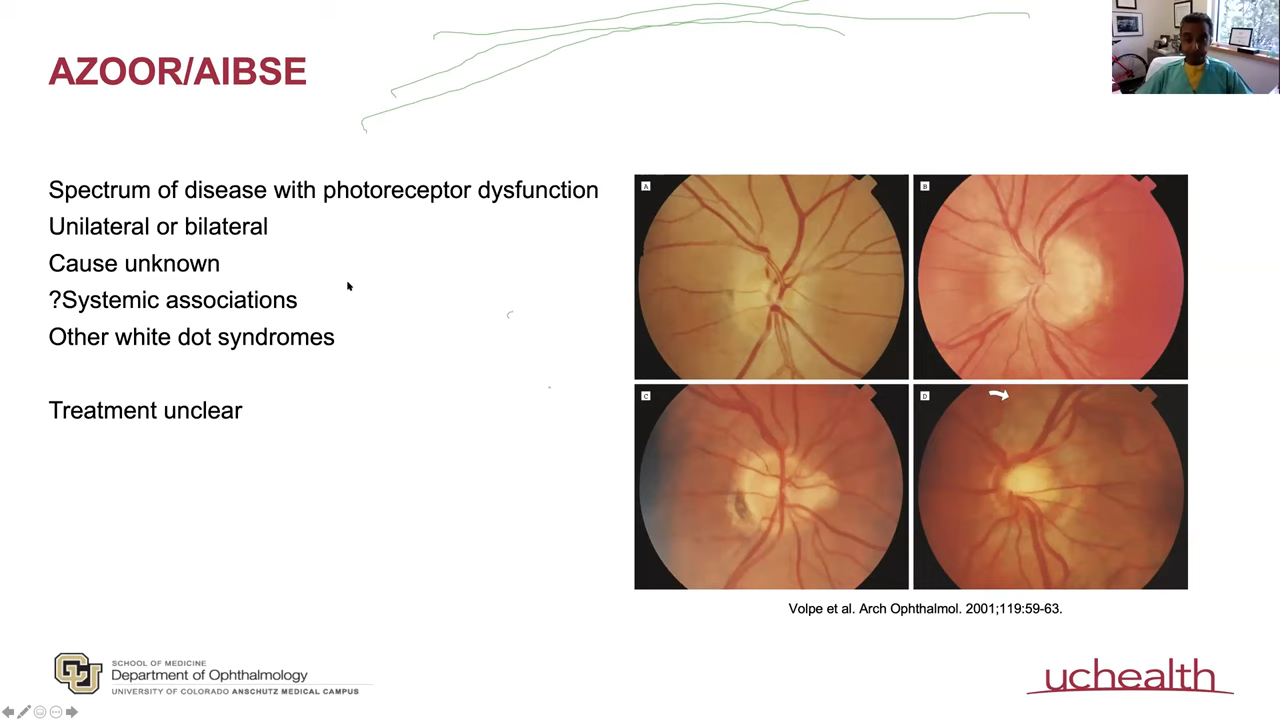 AZOOR/AIBSE
Spectrum of disease with photoreceptor dysfunction
Unilateral or bilateral
Cause unknown
?Systemic associations
Other white dot syndromes
Treatment unclear
A
B
C
D
Volpe et al. Arch Ophthalmol. 2001;119:59-63.
CU
SCHOOL OF MEDICINE
Department of Ophthalmology
UNIVERSITY OF COLORADO ANSCHUTZ MEDICAL CAMPUS
uchealth